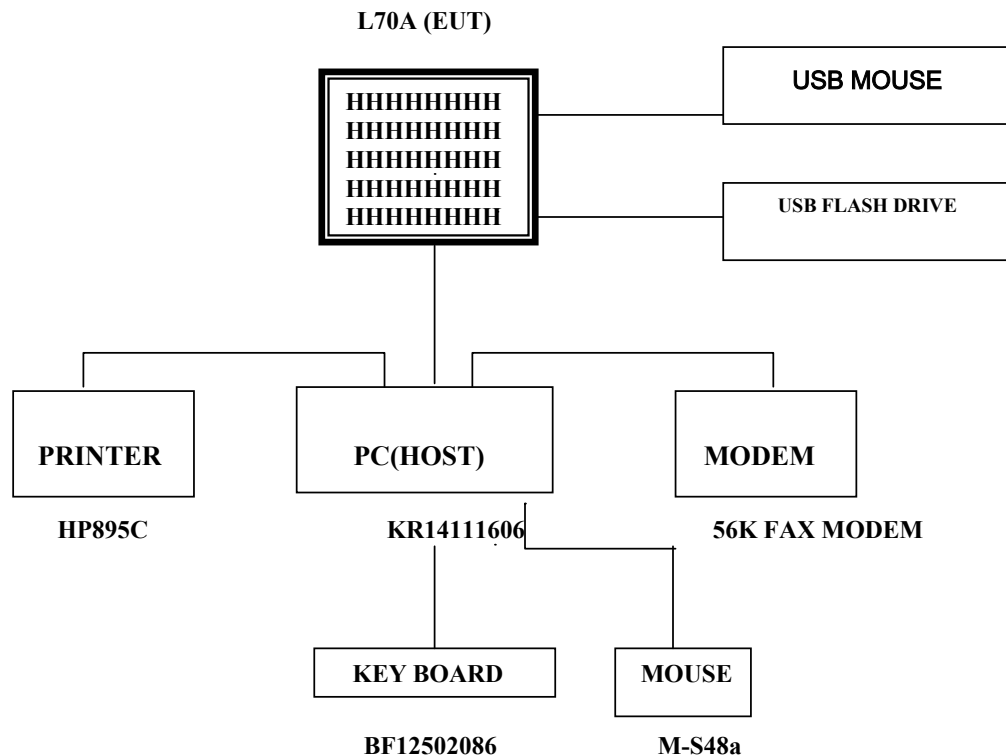 L70A (EUT)
HHHHHHHH
HHHHHHHH
HHHHHHHH
HHHHHHHH
HHHHHHHH
USB MOUSE
USB FLASH DRIVE
PRINTER
PC(HOST)
MODEM
HP895C
KR14111606
56K FAX MODEM
KEY BOARD
MOUSE
BF12502086
M-S48a